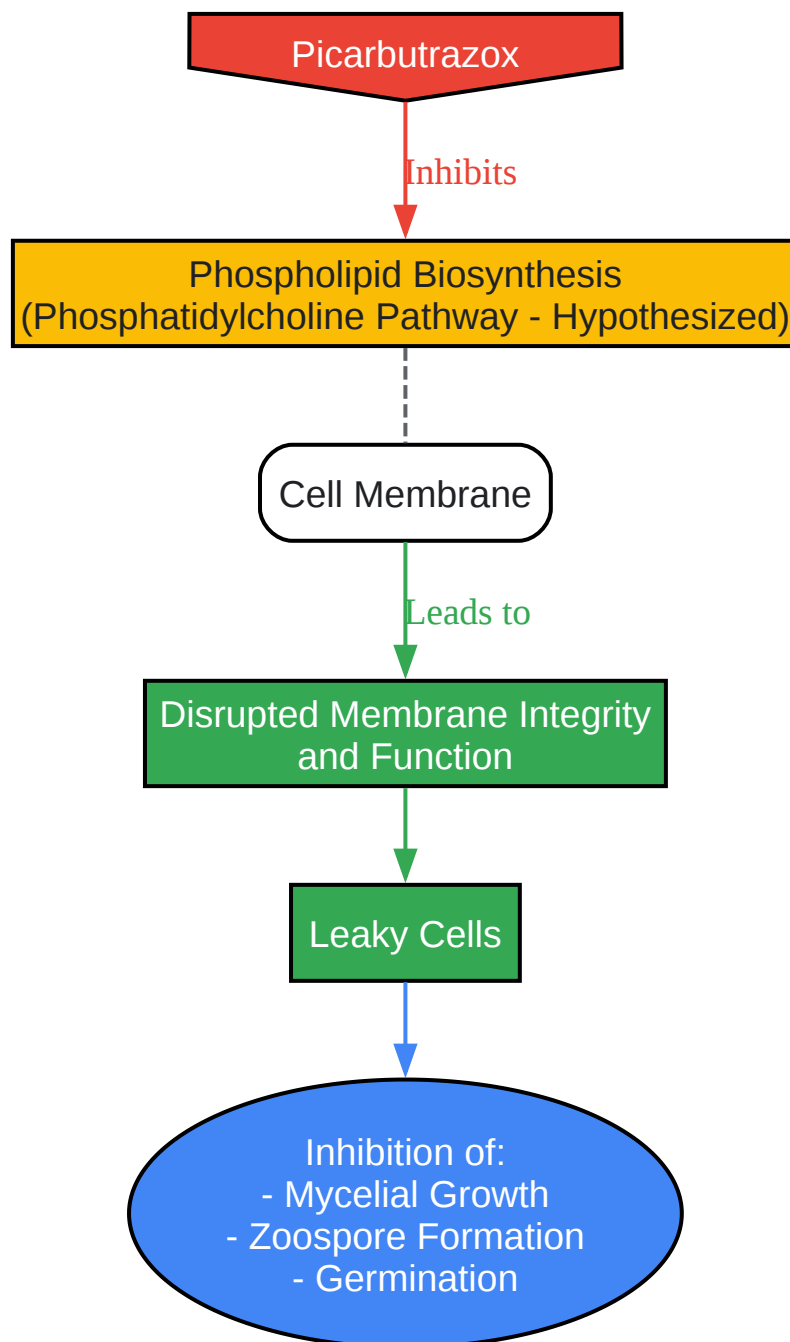 Picarbutrazox
Inhibits
Phospholipid Biosynthesis
(Phosphatidylcholine Pathway - Hypothesized)
Cell Membrane
Leads to
Disrupted Membrane Integrity
and Function
Leaky Cells
Inhibition of:
- Mycelial Growth
- Zoospore Formation
- Germination